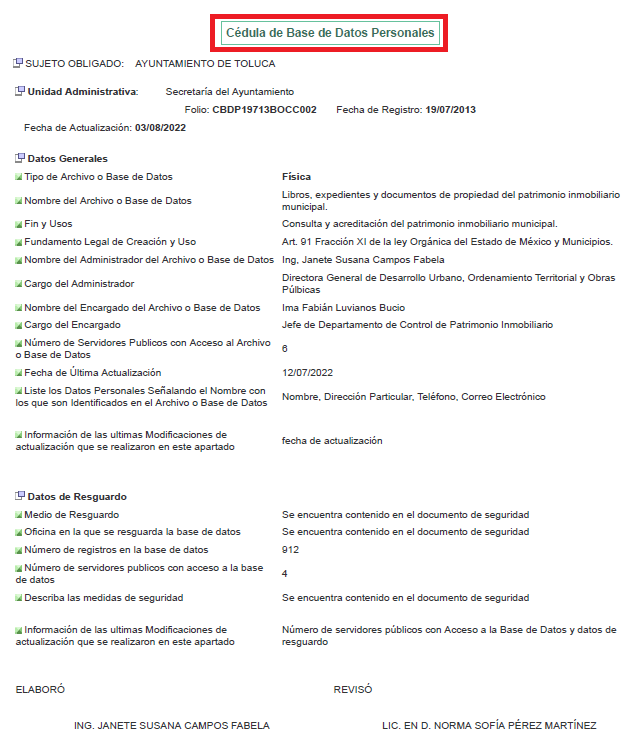 Cédula de Base de Datos Personales
SUJETO OBLIGADO: AYUNTAMIENTO DE TOLUCA
Unidad Administrativa: Secretaría del Ayuntamiento
Folio: CBDP19713BOCC002 Fecha de Registro: 19/07/2013
Fecha de Actualización: 03/08/2022
Datos Generales
Tipo de Archivo o Base de Datos Física
Nombre del Archivo o Base de Datos Libros, expedientes y documentos de propiedad del patrimonio inmobiliario
municipal.
Fin y Usos Consulta y acreditación del patrimonio inmobiliario municipal.
Fundamento Legal de Creación y Uso Art. 91 Fracción XI de la ley Orgánica del Estado de México y Municipios.
Nombre del Administrador del Archivo o Base de Datos Ing, Janete Susana Campos Fabela
Cargo del Administrador Directora General de Desarrollo Urbano, Ordenamiento Territorial y Obras
Púlbicas
Nombre del Encargado del Archivo o Base de Datos Ima Fabián Luvianos Bucio
Cargo del Encargado Jefe de Departamento de Control de Patrimonio Inmobiliario
Número de Servidores Publicos con Acceso al Archivo
o Base de Datos 6
Fecha de Última Actualización 12/07/2022
Liste los Datos Personales Señalando el Nombre con
los que son Identificados en el Archivo o Base de Datos Nombre, Dirección Particular, Teléfono, Correo Electrónico
Información de las ultimas Modificaciones de
actualización que se realizaron en este apartado fecha de actualización
Datos de Resguardo
Medio de Resguardo Se encuentra contenido en el documento de seguridad
Oficina en la que se resguarda la base de datos Se encuentra contenido en el documento de seguridad
Número de registros en la base de datos 912
Número de servidores publicos con acceso a la base
de datos 4
Describa las medidas de seguridad Se encuentra contenido en el documento de seguridad
Información de las ultimas Modificaciones de
actualización que se realizaron en este apartado Número de servidores públicos con Acceso a la Base de Datos y datos de
resguardo
ELABORÓ REVISÓ
ING. JANETE SUSANA CAMPOS FABELA LIC. EN D. NORMA SOFÍA PÉREZ MARTÍNEZ